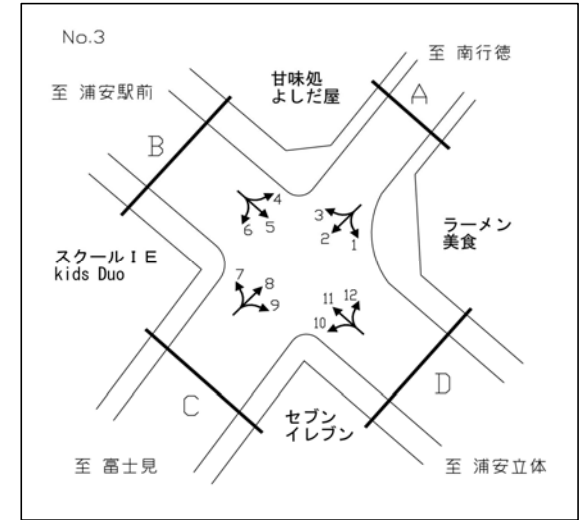 No.3
至 南行徳
甘味処
よしだ屋
A
至 浦安駅前
B
4
5
6
3
2
1
ラーメン
美食
スクールＩＥ
kids Duo
7
8
9
11
12
10
C
D
セブン
イレブン
至 富士見
至 浦安立体